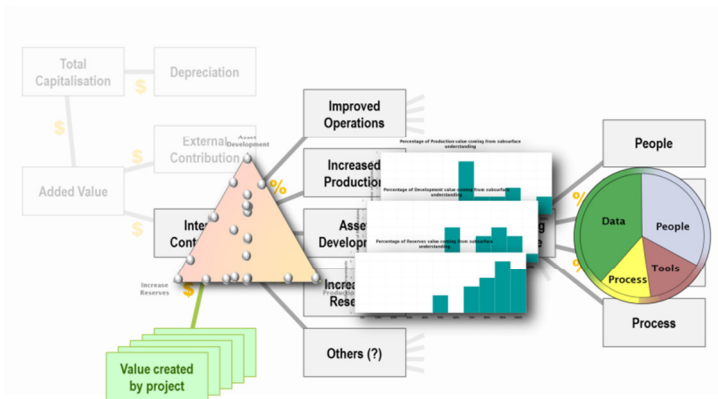 Total
Capitalisation
Depreciation
$
$
External
Contribution
$
Added Value
$
Development
Improved
Operations
%
Increased
Production
Percentage of Production value coming from subsurface
understanding
Percentage of Development value coming from subsurface
understanding
Percentage of Reserves value coming from subsurface
understanding
Increase
Reserves
$
Others (?)
Value created
by project
People
%
%
Data
People
Process
Tools
Process